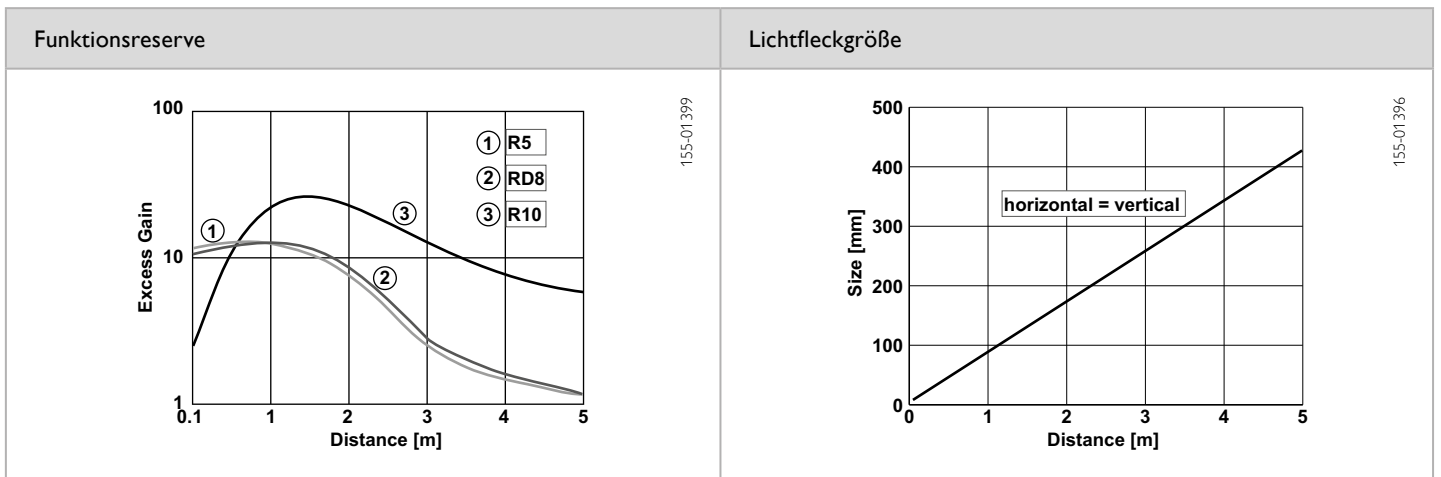 Funktionsreserve
Lichtfleckgröße
100
10
1
Excess Gain
0.1 1 2 3 4 5
Distance [m]
1 R5
2 RD8
3 R10
1
2
3
155-01399
500
400
300
200
100
0
Size [mm]
horizontal = vertical
0 1 2 3 4 5
Distance [m]
155-01396